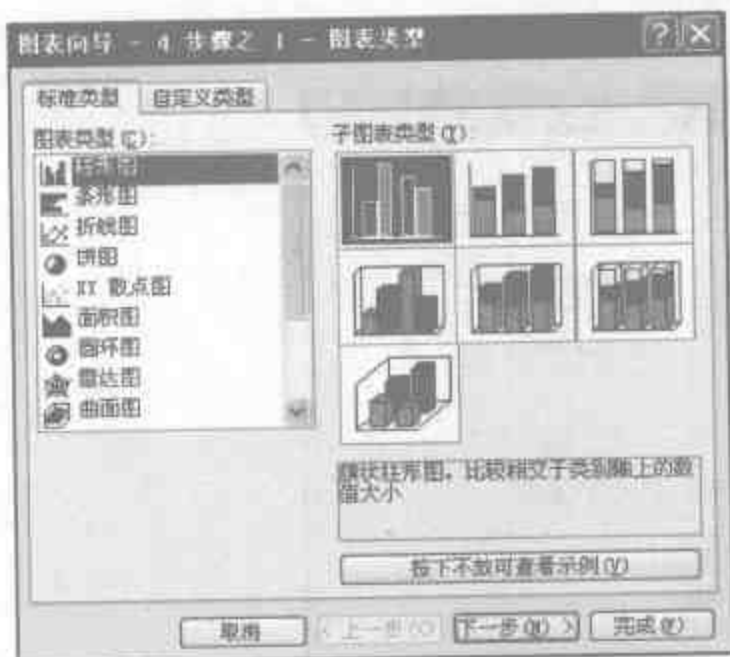 图表向导 - 4 步骤之 1 - 图表类型
标准类型 自定义类型
图表类型(C):
柱形图
条形图
折线图
饼图
XY 散点图
面积图
圆环图
雷达图
曲面图
子图表类型(T):
簇状柱形图，比较相交于类别轴上的数
值大小
按下不放可查看示例(V)
取消 < 上一步(B) 下一步(N) > 完成(F)